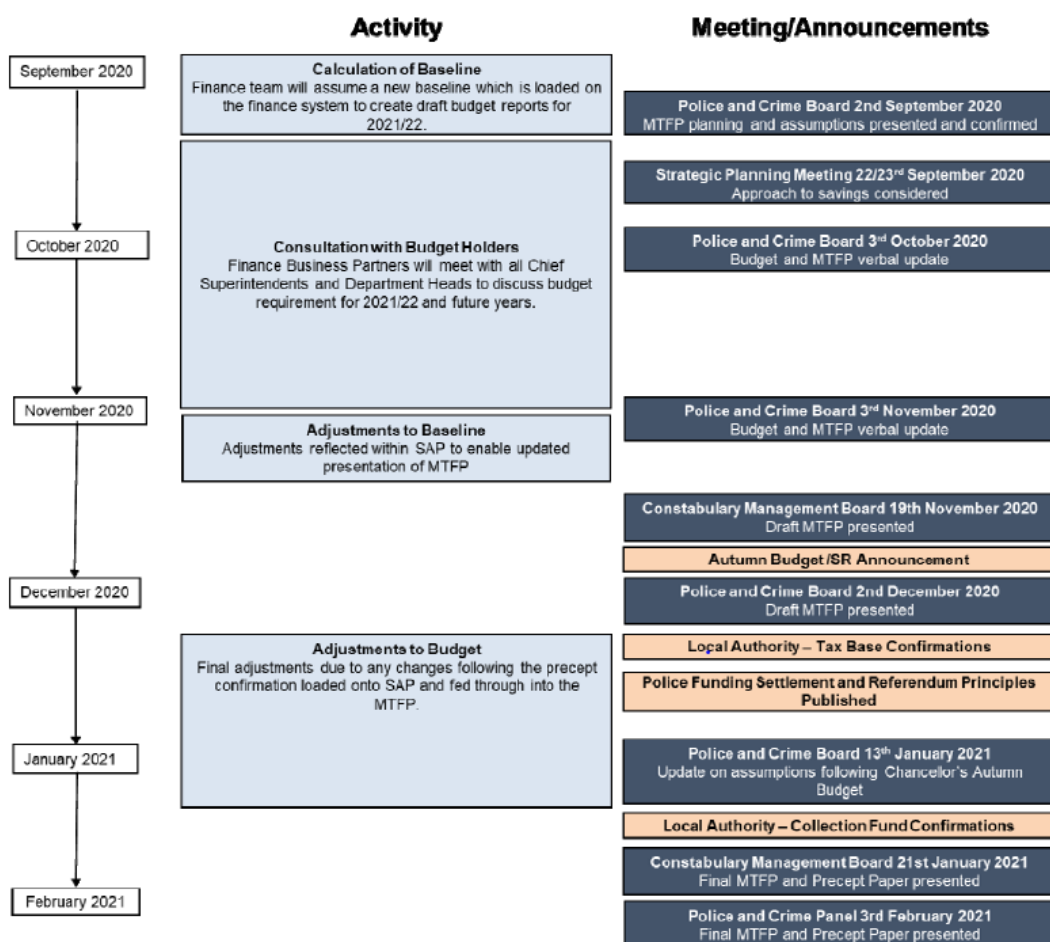 Activity
Meeting/Announcements
September 2020
Calculation of Baseline
Finance team will assume a new baseline which is loaded on
the finance system to create draft budget reports for
2021/22.
Police and Crime Board 2nd September 2020
MTFP planning and assumptions presented and confirmed
Strategic Planning Meeting 22/23rd September 2020
Approach to savings considered
October 2020
Consultation with Budget Holders
Finance Business Partners will meet with all Chief
Superintendents and Department Heads to discuss budget
requirement for 2021/22 and future years.
Police and Crime Board 3rd October 2020
Budget and MTFP verbal update
November 2020
Police and Crime Board 3rd November 2020
Budget and MTFP verbal update
Adjustments to Baseline
Adjustments reflected within SAP to enable updated
presentation of MTFP
Constabulary Management Board 19th November 2020
Draft MTFP presented
Autumn Budget/SR Announcement
December 2020
Police and Crime Board 2nd December 2020
Draft MTFP presented
Adjustments to Budget
Final adjustments due to any changes following the precept
confirmation loaded onto SAP and fed through into the
MTFP.
Local Authority – Tax Base Confirmations
Police Funding Settlement and Referendum Principles
Published
January 2021
Police and Crime Board 13th January 2021
Update on assumptions following Chancellor's Autumn
Budget
Local Authority – Collection Fund Confirmations
Constabulary Management Board 21st January 2021
Final MTFP and Precept Paper presented
February 2021
Police and Crime Panel 3rd February 2021
Final MTFP and Precept Paper presented